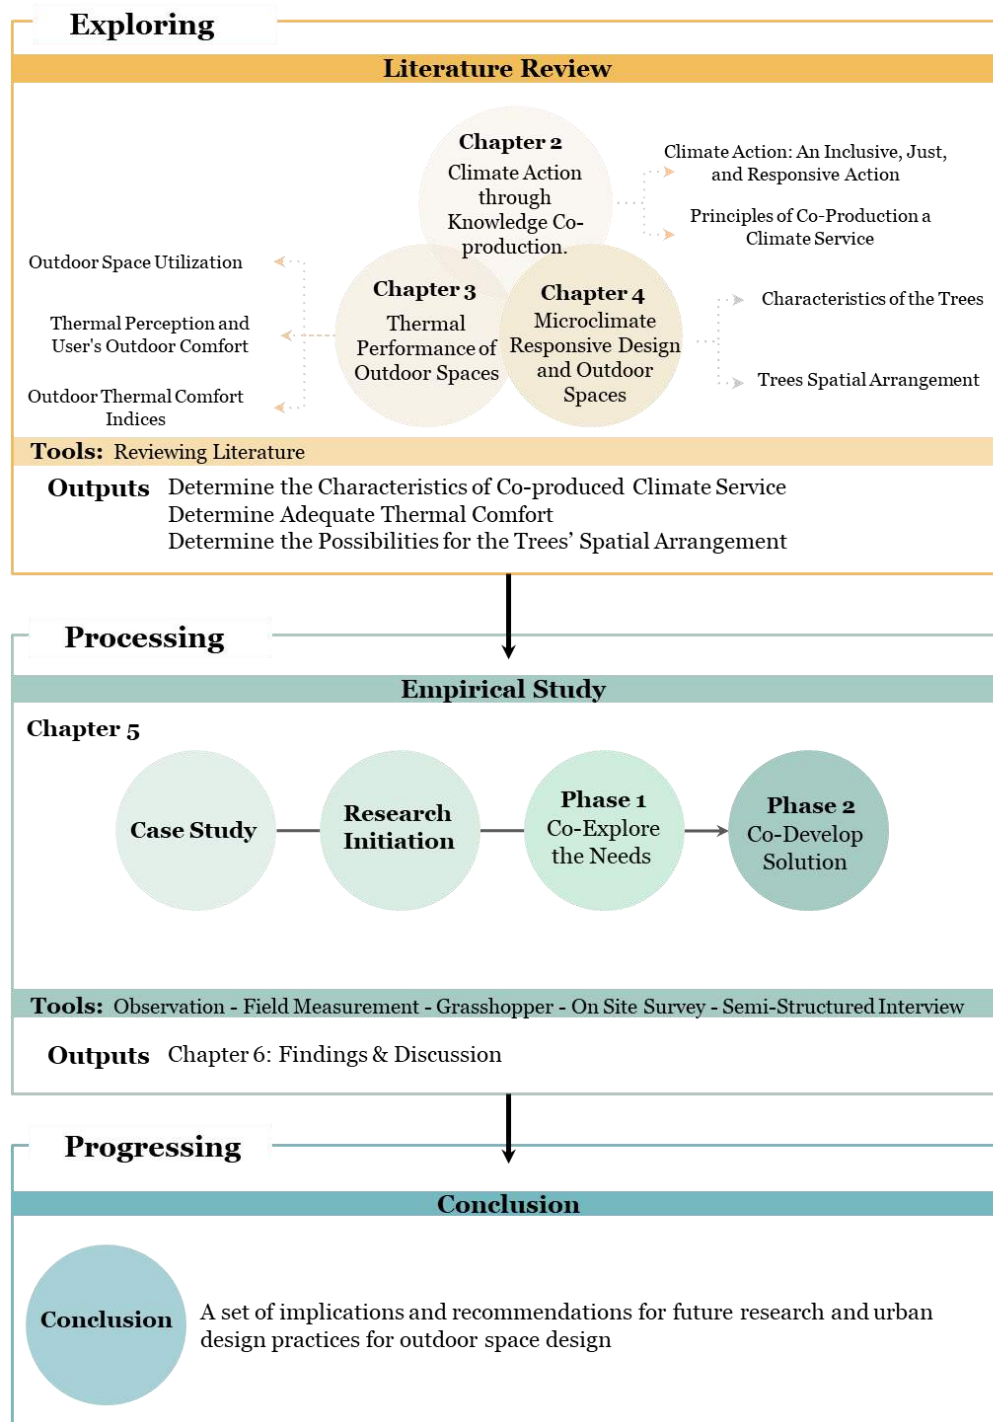 Exploring
Literature Review
Chapter 2
Climate Action
through
Knowledge Co-
production.
Climate Action: An Inclusive, Just,
and Responsive Action
Principles of Co-Production a
Climate Service
Outdoor Space Utilization
Thermal Perception and
User's Outdoor Comfort
Outdoor Thermal Comfort
Indices
Chapter 3
Thermal
Performance of
Outdoor Spaces
Chapter 4
Microclimate
Responsive Design
and Outdoor
Spaces
Characteristics of the Trees
Trees Spatial Arrangement
Tools: Reviewing Literature
Outputs Determine the Characteristics of Co-produced Climate Service
Determine Adequate Thermal Comfort
Determine the Possibilities for the Trees’ Spatial Arrangement
Processing
Empirical Study
Chapter 5
Case Study
Research
Initiation
Phase 1
Co-Explore
the Needs
Phase 2
Co-Develop
Solution
Tools: Observation - Field Measurement - Grasshopper - On Site Survey - Semi-Structured Interview
Outputs Chapter 6: Findings & Discussion
Progressing
Conclusion
Conclusion
A set of implications and recommendations for future research and urban
design practices for outdoor space design